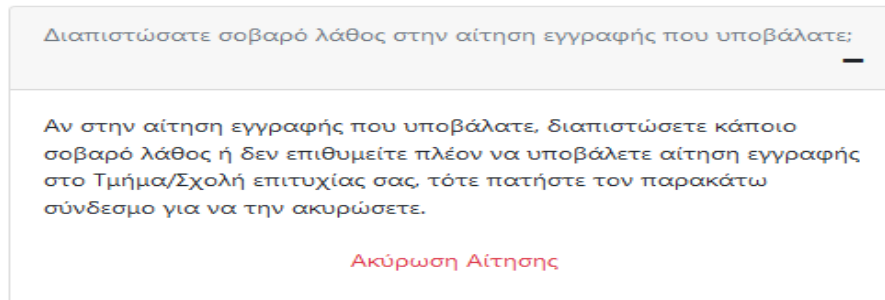 Διαπιστώσατε σοβαρό λάθος στην αίτηση εγγραφής που υποβάλατε;
Αν στην αίτηση εγγραφής που υποβάλατε, διαπιστώσετε κάποιο
σοβαρό λάθος ή δεν επιθυμείτε πλέον να υποβάλετε αίτηση εγγραφής
στο Τμήμα/Σχολή επιτυχίας σας, τότε πατήστε τον παρακάτω
σύνδεσμο για να την ακυρώσετε.
Ακύρωση Αίτησης